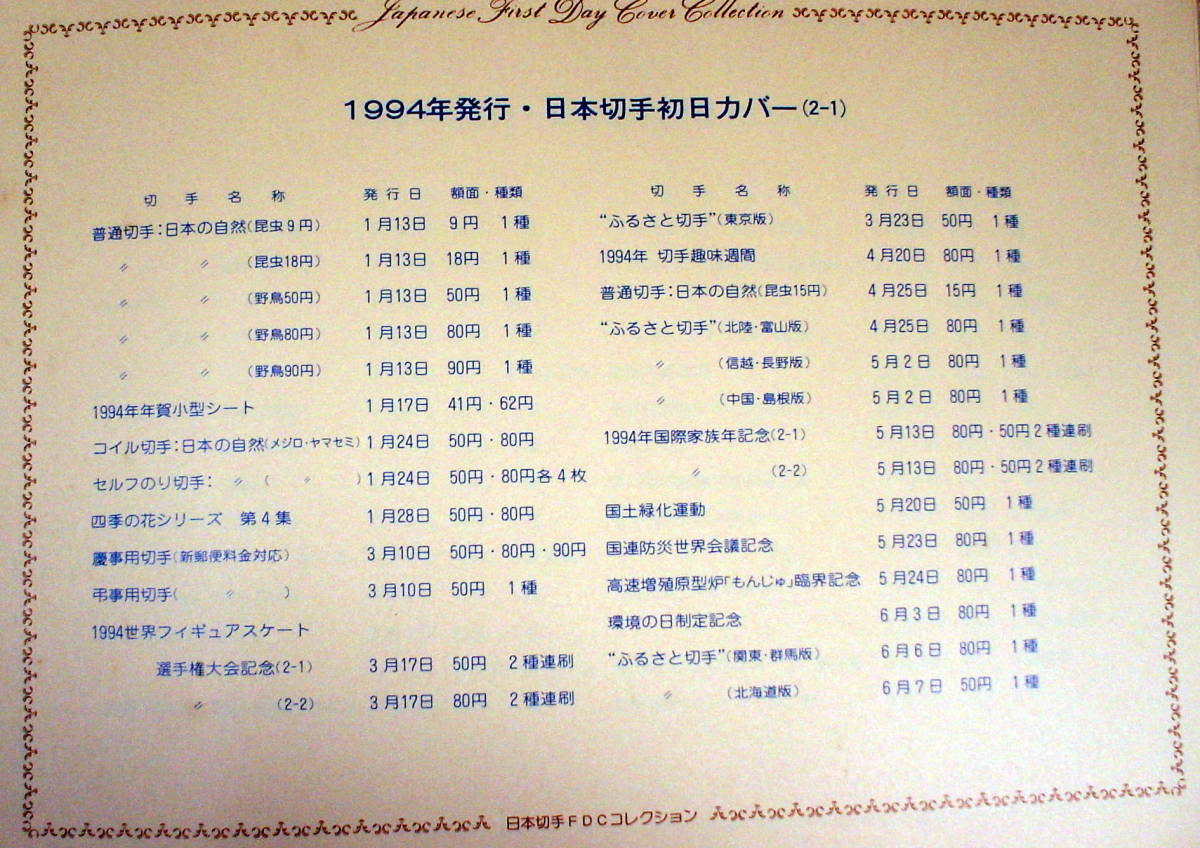 Japanese First Day Cover Collection
1994年発行・日本切手初日カバー(2-1)
切手名称 発行日 額面・種類
普通切手:日本の自然(昆虫9円) 1月13日 9円 1種
〃 〃 (昆虫18円) 1月13日 18円 1種
〃 〃 (野鳥50円) 1月13日 50円 1種
〃 〃 (野鳥80円) 1月13日 80円 1種
〃 〃 (野鳥90円) 1月13日 90円 1種
1994年年賀小型シート 1月17日 41円・62円
コイル切手:日本の自然(メジロ・ヤマセミ) 1月24日 50円・80円
セルフのり切手: 〃 ( 〃 ) 1月24日 50円・80円各4枚
四季の花シリーズ 第4集 1月28日 50円・80円
慶事用切手(新郵便料金対応) 3月10日 50円・80円・90円
弔事用切手( 〃 ) 3月10日 50円 1種
1994世界フィギュアスケート
選手権大会記念(2-1) 3月17日 50円 2種連刷
〃 (2-2) 3月17日 80円 2種連刷
切手名称 発行日 額面・種類
“ふるさと切手”(東京版) 3月23日 50円 1種
1994年 切手趣味週間 4月20日 80円 1種
普通切手:日本の自然(昆虫15円) 4月25日 15円 1種
“ふるさと切手”(北陸・富山版) 4月25日 80円 1種
〃 (信越・長野版) 5月2日 80円 1種
〃 (中国・島根版) 5月2日 80円 1種
1994年国際家族年記念(2-1) 5月13日 80円・50円2種連刷
〃 (2-2) 5月13日 80円・50円2種連刷
国土緑化運動 5月20日 50円 1種
国連防災世界会議記念 5月23日 80円 1種
高速増殖原型炉「もんじゅ」臨界記念 5月24日 80円 1種
環境の日制定記念 6月3日 80円 1種
“ふるさと切手”(関東・群馬版) 6月6日 80円 1種
〃 (北海道版) 6月7日 50円 1種
日本切手FDCコレクション